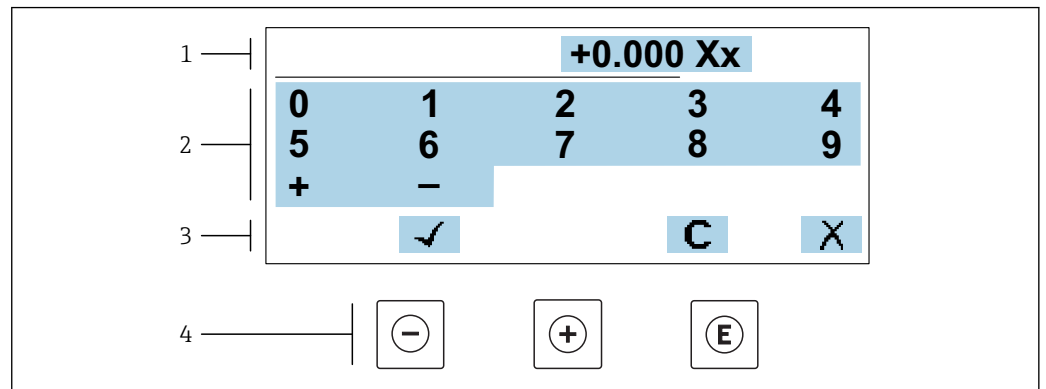 1 +0.000 Xx
0 1 2 3 4
2 5 6 7 8 9
+ −
3 ✓ C X
4 − + E